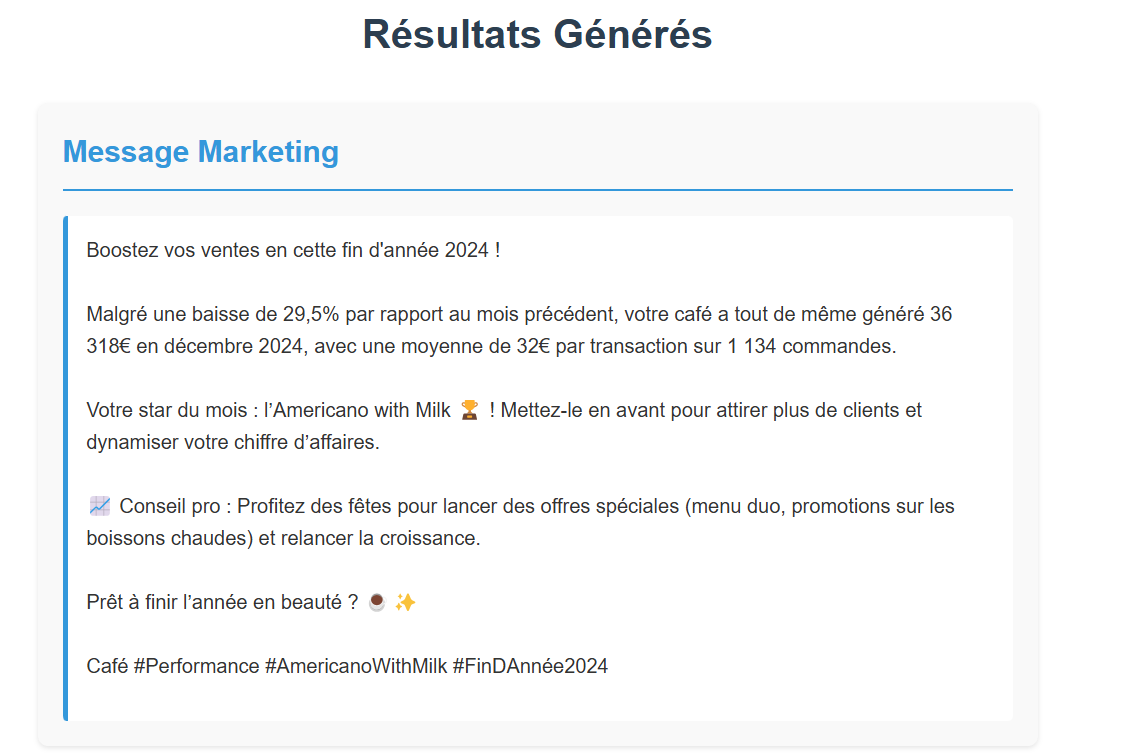 Résultats Générés
Message Marketing
Boostez vos ventes en cette fin d'année 2024 !
Malgré une baisse de 29,5% par rapport au mois précédent, votre café a tout de même généré 36
318€ en décembre 2024, avec une moyenne de 32€ par transaction sur 1 134 commandes.
Votre star du mois : l’Americano with Milk 🏆 ! Mettez-le en avant pour attirer plus de clients et
dynamiser votre chiffre d’affaires.
📈 Conseil pro : Profitez des fêtes pour lancer des offres spéciales (menu duo, promotions sur les
boissons chaudes) et relancer la croissance.
Prêt à finir l’année en beauté ? ☕ ✨
Café #Performance #AmericanoWithMilk #FinDAnnée2024